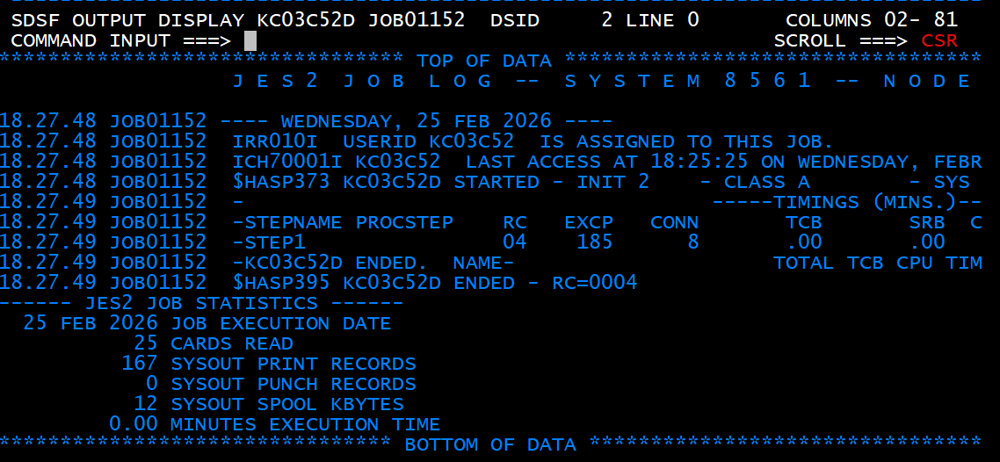 SDSF OUTPUT DISPLAY KC03C52D JOB01152  DSID     2 LINE 0       COLUMNS 02- 81
COMMAND INPUT ===>                                            SCROLL ===> CSR
********************************* TOP OF DATA **********************************
                   J E S 2  J O B  L O G  --  S Y S T E M  8 5 6 1  --  N O D E
18.27.48 JOB01152 ---- WEDNESDAY, 25 FEB 2026 ----
18.27.48 JOB01152  IRR010I  USERID KC03C52  IS ASSIGNED TO THIS JOB.
18.27.48 JOB01152  ICH70001I KC03C52  LAST ACCESS AT 18:25:25 ON WEDNESDAY, FEBR
18.27.48 JOB01152  $HASP373 KC03C52D STARTED - INIT 2    - CLASS A        - SYS
18.27.49 JOB01152  -                                      -----TIMINGS (MINS.)--
18.27.49 JOB01152  -STEPNAME PROCSTEP    RC   EXCP   CONN       TCB       SRB  C
18.27.49 JOB01152  -STEP1                04    185      8       .00       .00
18.27.49 JOB01152  -KC03C52D ENDED.  NAME-                     TOTAL TCB CPU TIM
18.27.49 JOB01152  $HASP395 KC03C52D ENDED - RC=0004
------ JES2 JOB STATISTICS ------
  25 FEB 2026 JOB EXECUTION DATE
           25 CARDS READ
          167 SYSOUT PRINT RECORDS
            0 SYSOUT PUNCH RECORDS
           12 SYSOUT SPOOL KBYTES
         0.00 MINUTES EXECUTION TIME
******************************** BOTTOM OF DATA ********************************